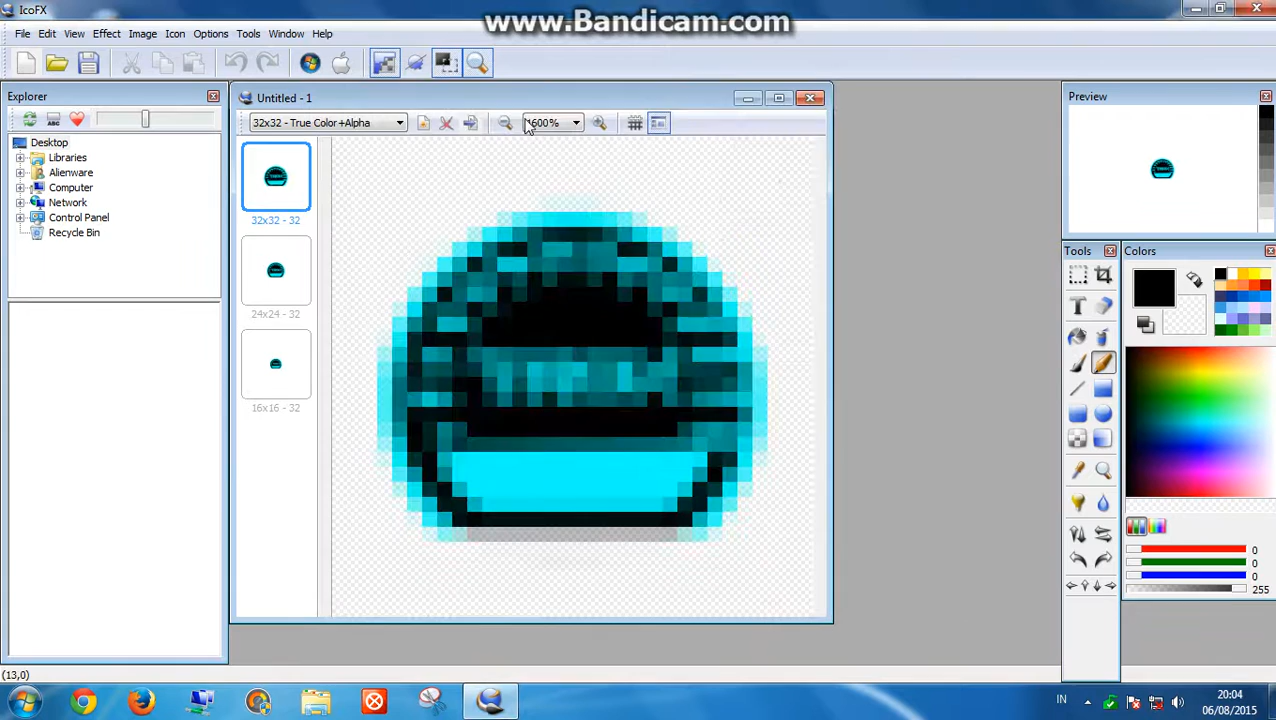 IcoFX
www.Bandicam.com
File Edit View Effect Image Icon Options Tools Window Help
Explorer
Untitled - 1
Preview
32x32 - True Color+Alpha
1600%
ABC
Desktop
Libraries
Alienware
Computer
Network
Control Panel
Recycle Bin
32x32 - 32
24x24 - 32
16x16 - 32
Tools
Colors
0
0
0
255
(13,0)
IN
20:04
06/08/2015